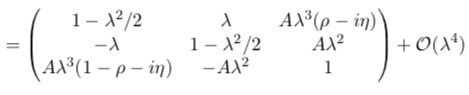 = ( 1 − λ²/2 λ Aλ³(ρ − iη)
−λ 1 − λ²/2 Aλ²
Aλ³(1 − ρ − iη) −Aλ² 1 ) + 𝒪(λ⁴)